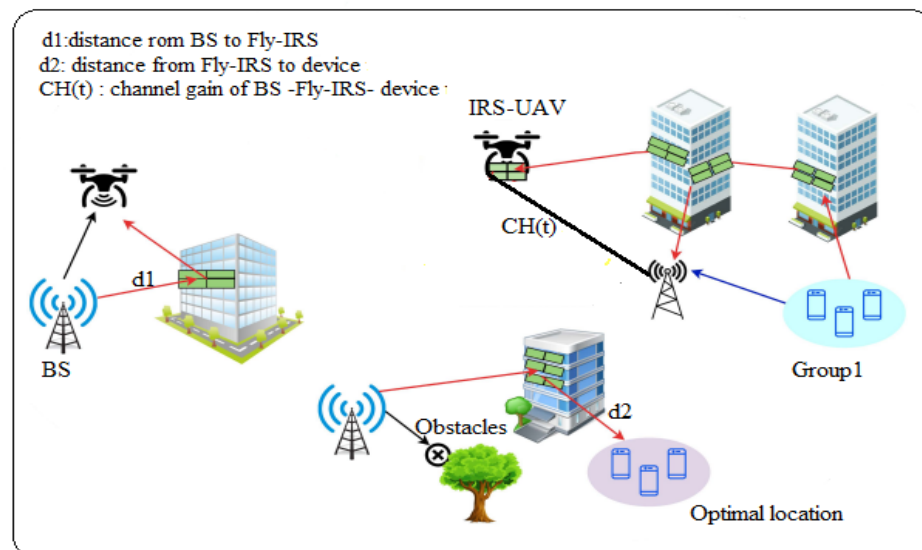 d1:distance rom BS to Fly-IRS
d2: distance from Fly-IRS to device
CH(t) : channel gain of BS -Fly-IRS- device
IRS-UAV
CH(t)
d1
BS
Group1
Obstacles
d2
Optimal location